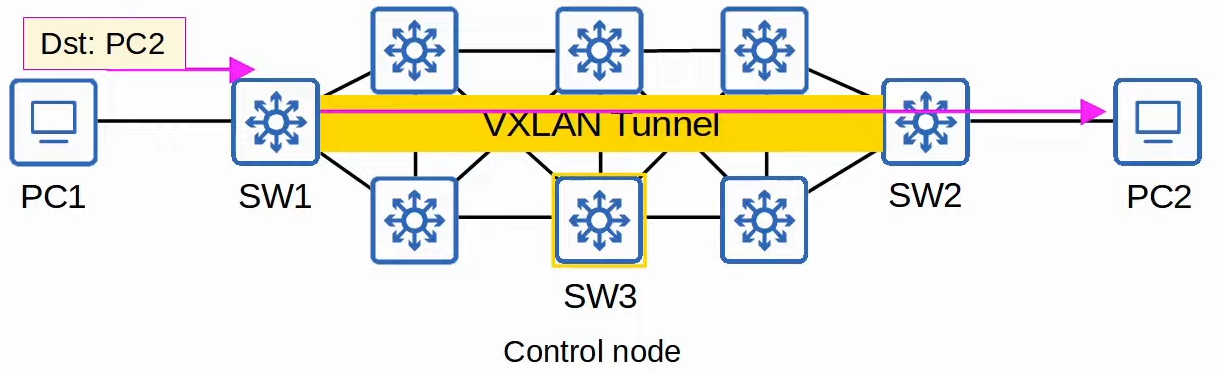 Dst: PC2
VXLAN Tunnel
PC1
SW1
SW2
PC2
SW3
Control node